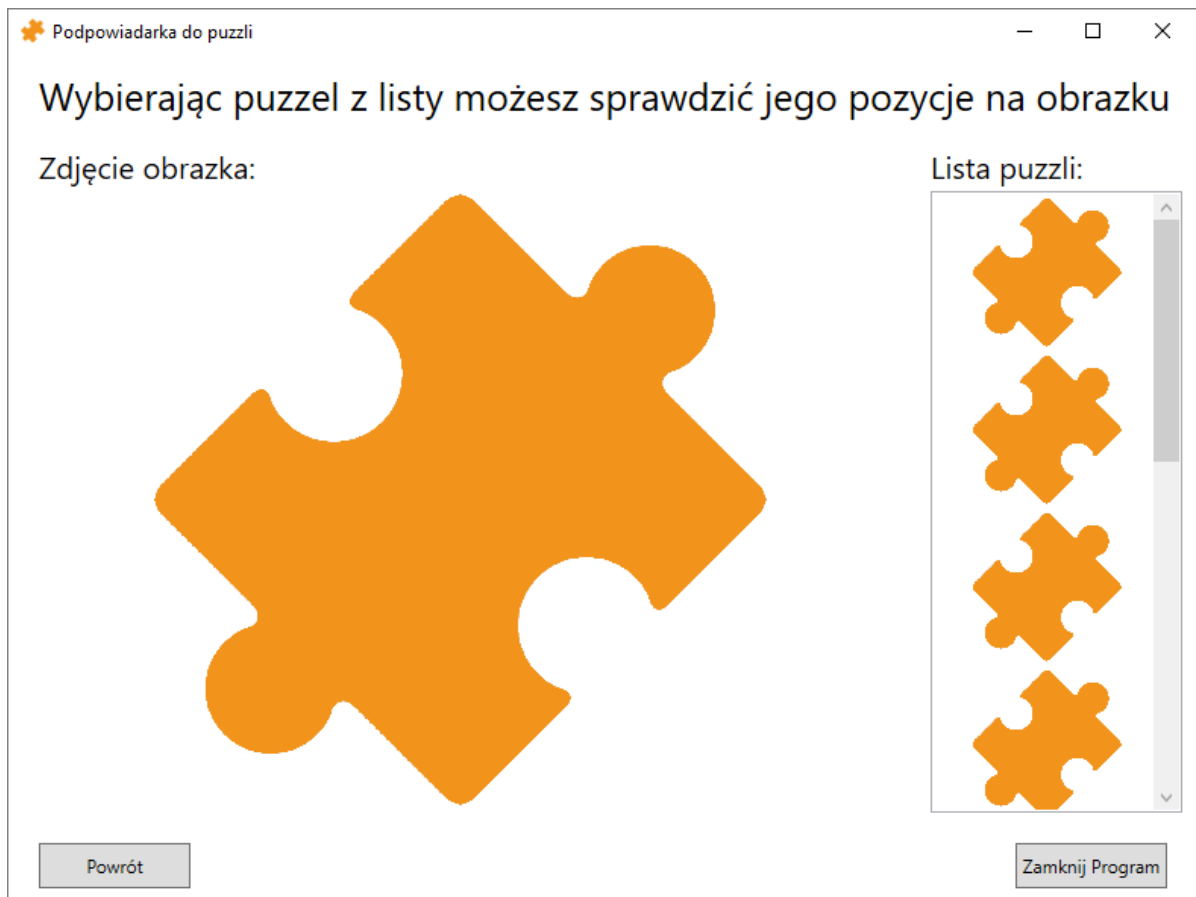 Podpowiadarka do puzzli
Wybierając puzzel z listy możesz sprawdzić jego pozycje na obrazku
Zdjęcie obrazka:
Lista puzzli:
Powrót
Zamknij Program